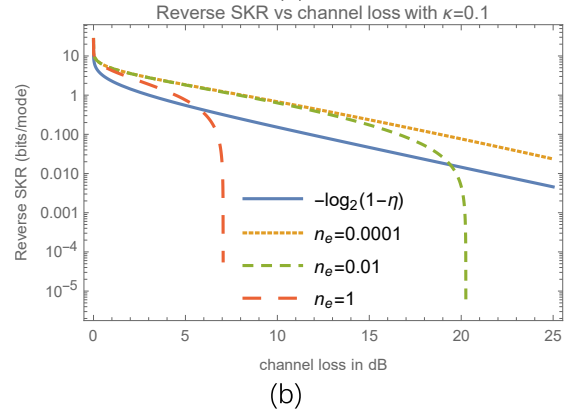 Reverse SKR vs channel loss with κ=0.1
Reverse SKR (bits/mode)
10
1
0.100
0.010
0.001
10⁻⁴
10⁻⁵
−log₂(1−η)
nₑ=0.0001
nₑ=0.01
nₑ=1
0 5 10 15 20 25
channel loss in dB
(b)